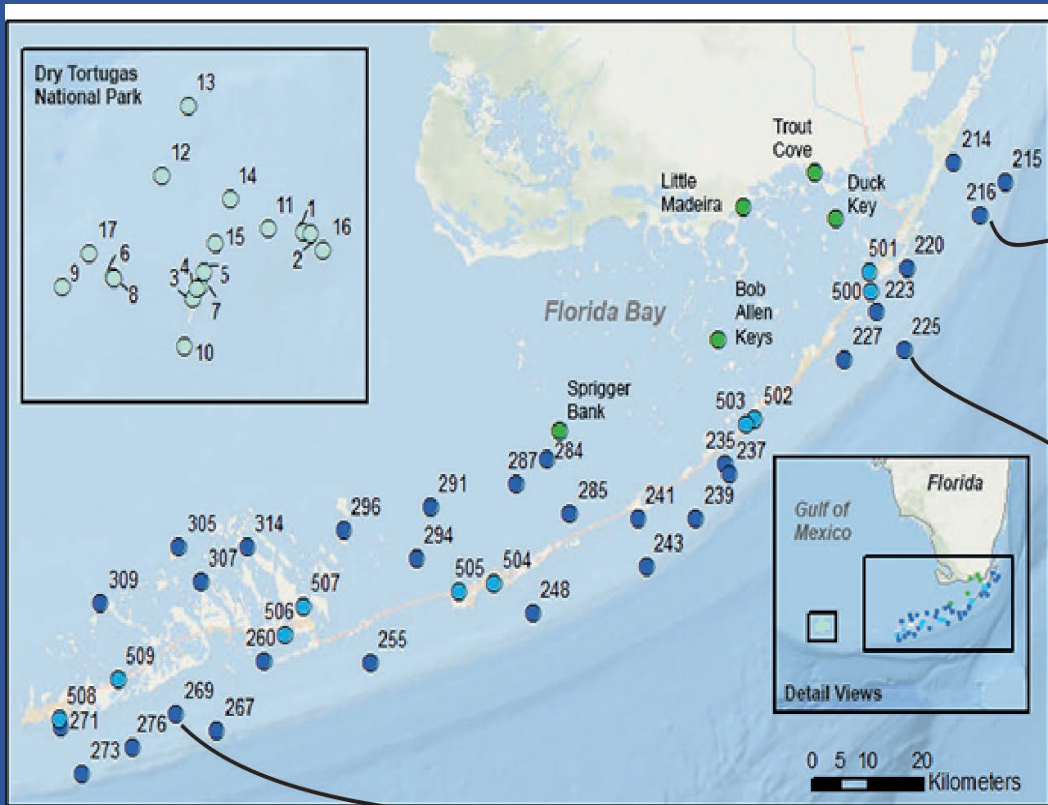 Dry Tortugas
National Park
13
12
14
11
1
16
2
15
17
6
9
8
4
5
3
7
10
Trout
Cove
Little
Madeira
Duck
Key
214
215
216
501
220
500
223
227
225
Florida Bay
Bob
Allen
Keys
Sprigger
Bank
503
502
235
237
284
287
285
241
239
243
291
294
296
305
314
307
309
507
506
505
504
248
260
255
509
508
271
269
276
267
273
Florida
Gulf of
Mexico
Detail Views
0 5 10 20
Kilometers